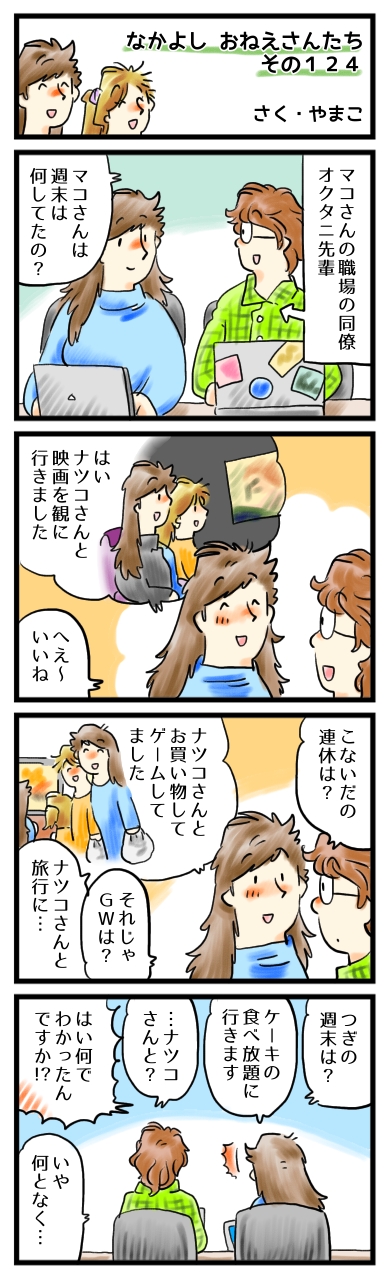 なかよし おねえさんたち
その124
さく・やまこ
マコさんの職場の同僚
オクタニ先輩
マコさんは
週末は
何してたの？
はい
ナツコさんと
映画を観に
行きました
へえ〜
いいね
こないだの
連休は？
ナツコさんと
お買い物して
ゲームして
ました
それじゃ
GWは？
ナツコさんと
旅行に…
つぎの
週末は？
ケーキの
食べ放題に
行きます
…ナツコ
さんと？
はい何で
わかったん
ですか!?
いや
何となく…